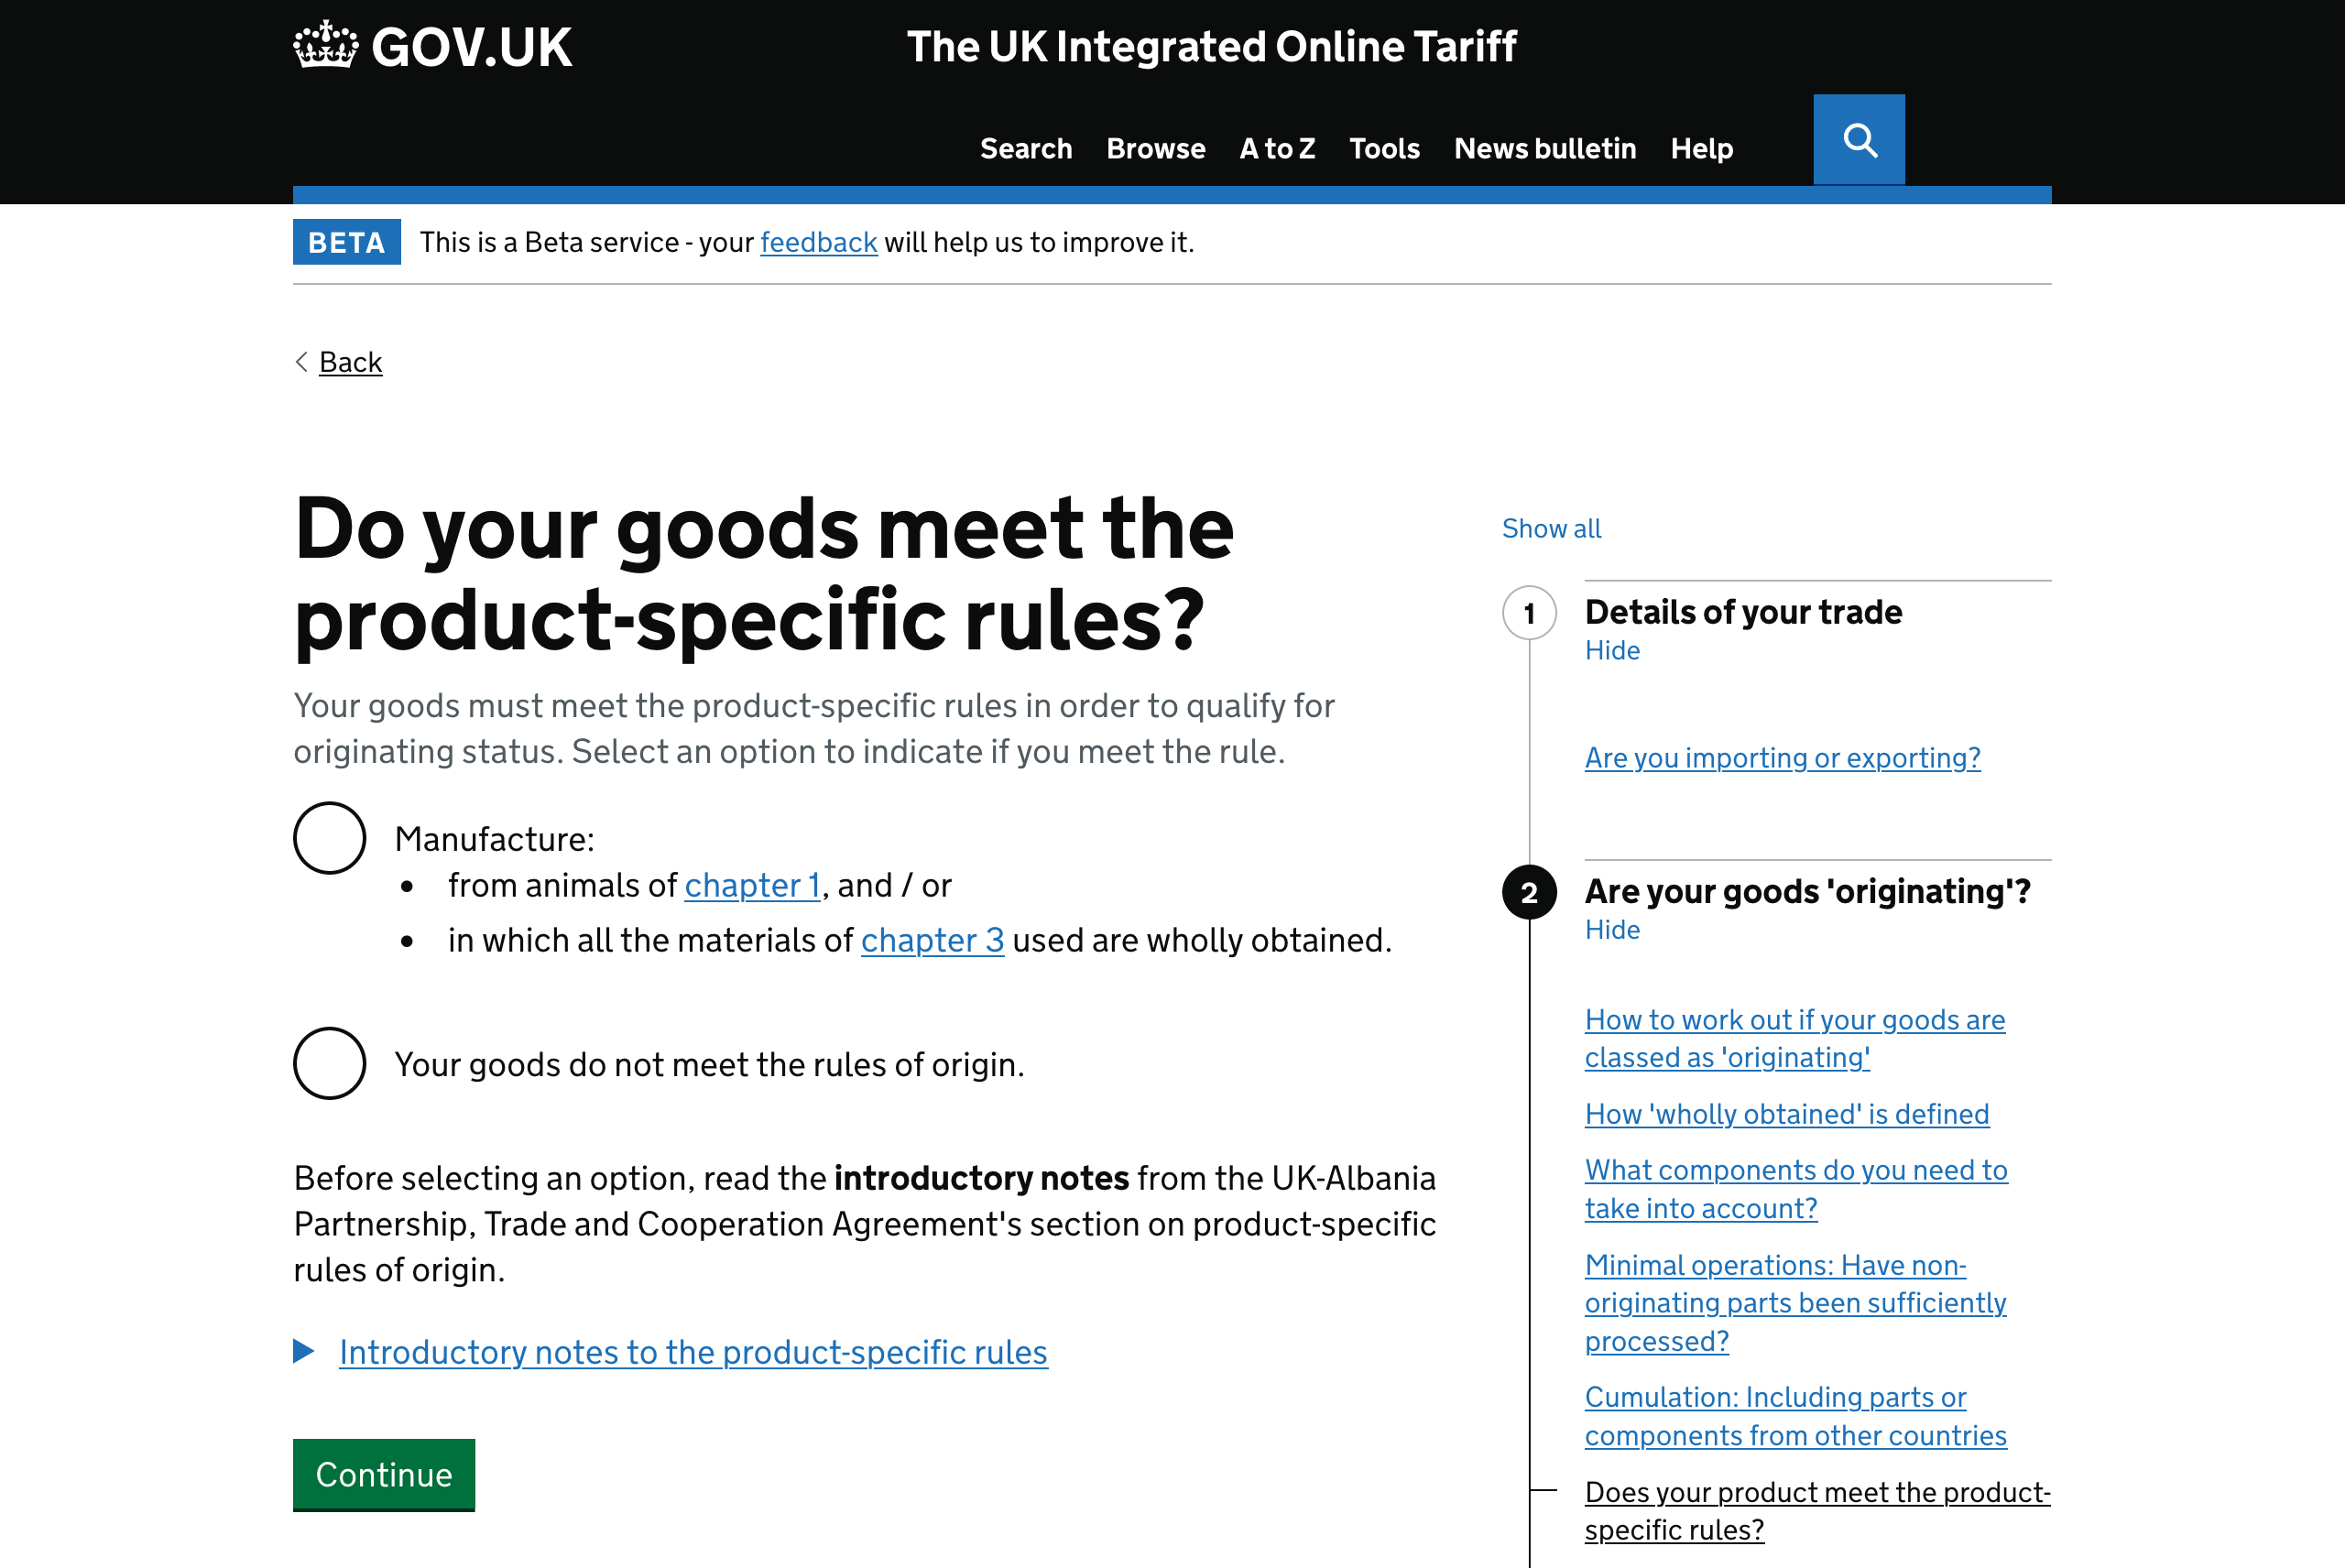 GOV.UK
The UK Integrated Online Tariff
Search Browse A to Z Tools News bulletin Help
BETA This is a Beta service - your feedback will help us to improve it.
Back
Do your goods meet the
product-specific rules?
Your goods must meet the product-specific rules in order to qualify for
originating status. Select an option to indicate if you meet the rule.
Manufacture:
• from animals of chapter 1, and / or
• in which all the materials of chapter 3 used are wholly obtained.
Your goods do not meet the rules of origin.
Before selecting an option, read the introductory notes from the UK-Albania
Partnership, Trade and Cooperation Agreement's section on product-specific
rules of origin.
Introductory notes to the product-specific rules
Continue
Show all
1 Details of your trade
Hide
Are you importing or exporting?
2 Are your goods 'originating'?
Hide
How to work out if your goods are
classed as 'originating'
How 'wholly obtained' is defined
What components do you need to
take into account?
Minimal operations: Have non-
originating parts been sufficiently
processed?
Cumulation: Including parts or
components from other countries
Does your product meet the product-
specific rules?